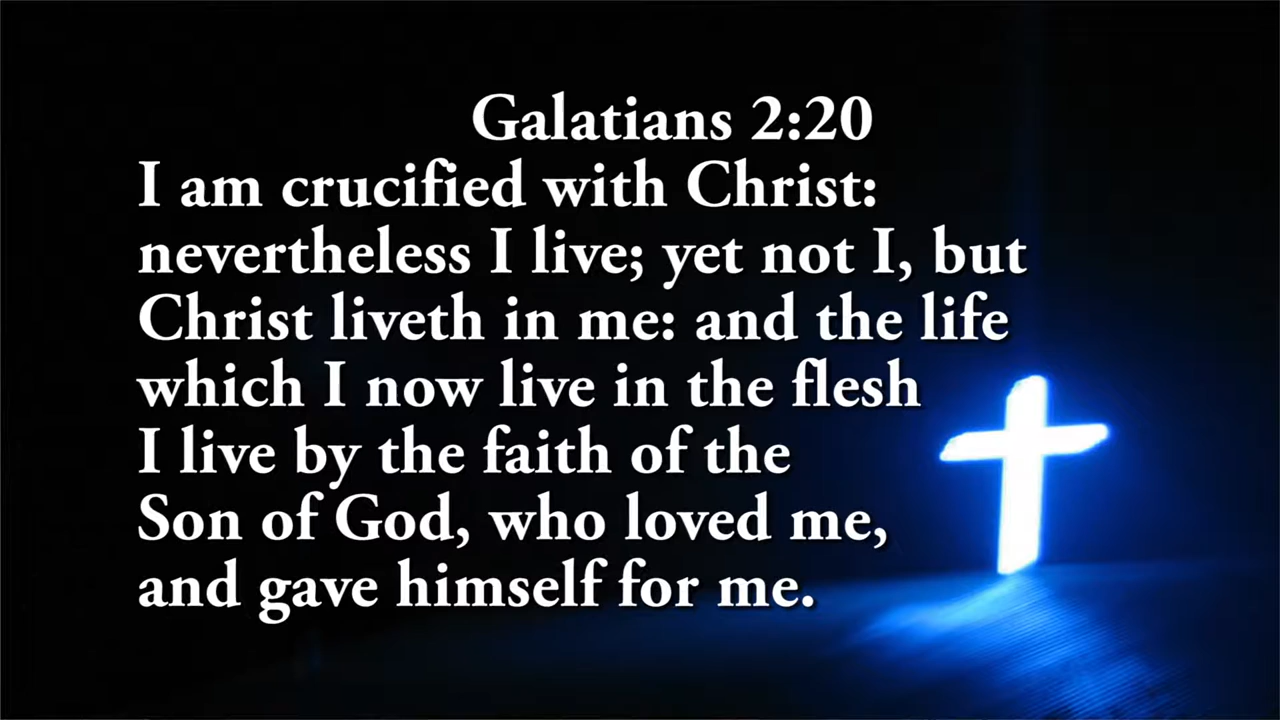 Galatians 2:20
I am crucified with Christ:
nevertheless I live; yet not I, but
Christ liveth in me: and the life
which I now live in the flesh
I live by the faith of the
Son of God, who loved me,
and gave himself for me.